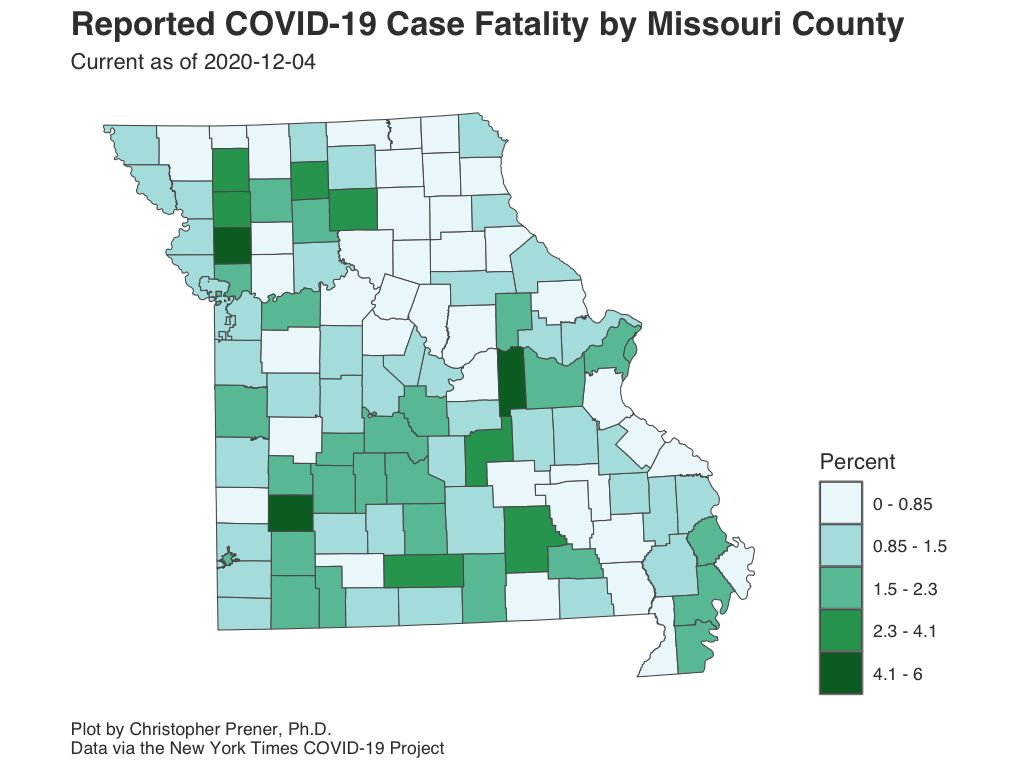 Reported COVID-19 Case Fatality by Missouri County
Current as of 2020-12-04
Percent
0 - 0.85
0.85 - 1.5
1.5 - 2.3
2.3 - 4.1
4.1 - 6
Plot by Christopher Prener, Ph.D.
Data via the New York Times COVID-19 Project